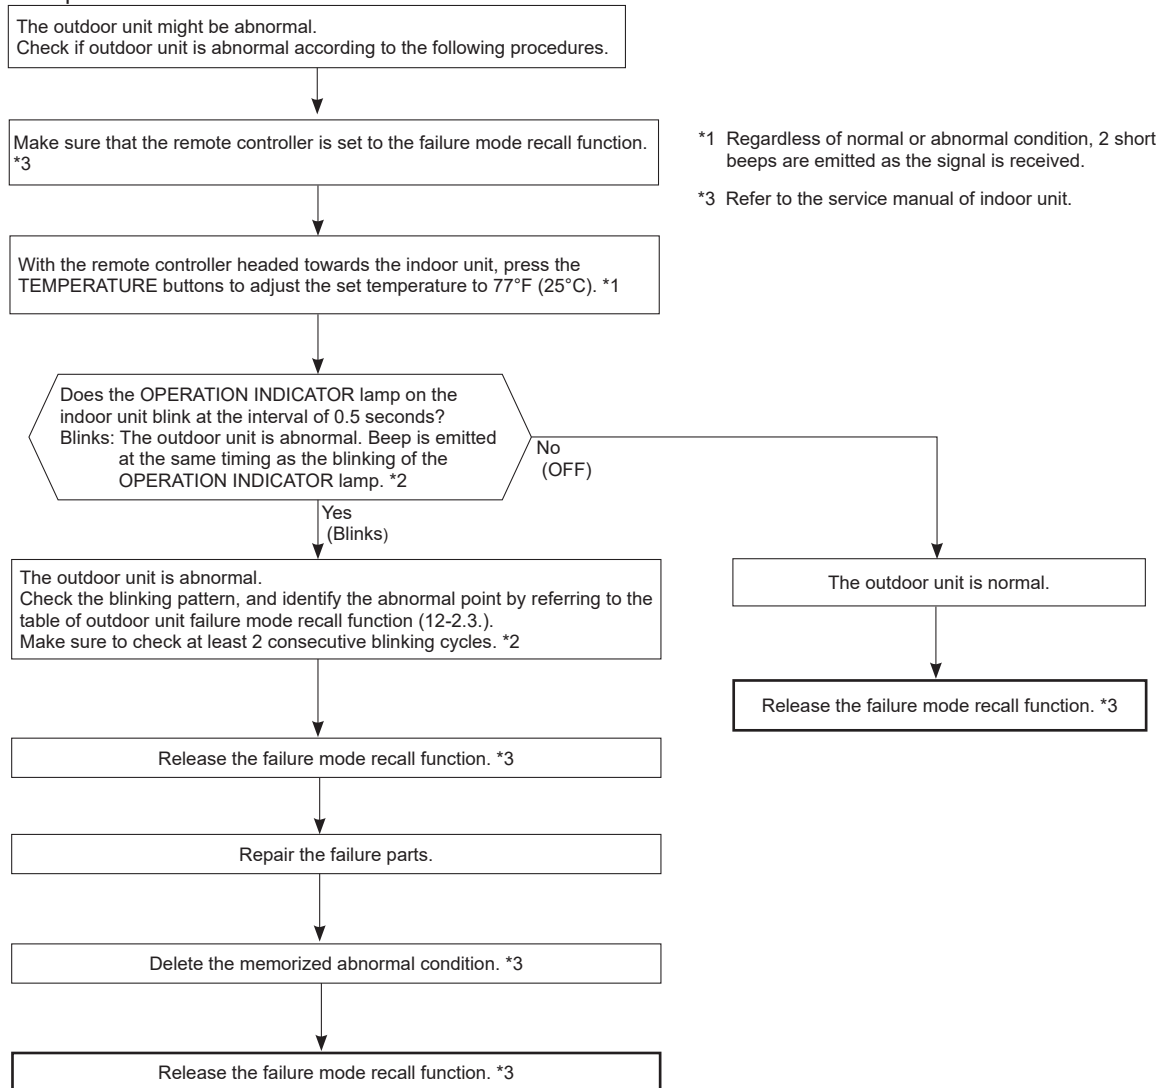 The outdoor unit might be abnormal.
Check if outdoor unit is abnormal according to the following procedures.
Make sure that the remote controller is set to the failure mode recall function.
*3
*1 Regardless of normal or abnormal condition, 2 short
beeps are emitted as the signal is received.
*3 Refer to the service manual of indoor unit.
With the remote controller headed towards the indoor unit, press the
TEMPERATURE buttons to adjust the set temperature to 77°F (25°C). *1
Does the OPERATION INDICATOR lamp on the
indoor unit blink at the interval of 0.5 seconds?
Blinks: The outdoor unit is abnormal. Beep is emitted
at the same timing as the blinking of the
OPERATION INDICATOR lamp. *2
No
(OFF)
Yes
(Blinks)
The outdoor unit is abnormal.
Check the blinking pattern, and identify the abnormal point by referring to the
table of outdoor unit failure mode recall function (12-2.3.).
Make sure to check at least 2 consecutive blinking cycles. *2
The outdoor unit is normal.
Release the failure mode recall function. *3
Release the failure mode recall function. *3
Repair the failure parts.
Delete the memorized abnormal condition. *3
Release the failure mode recall function. *3